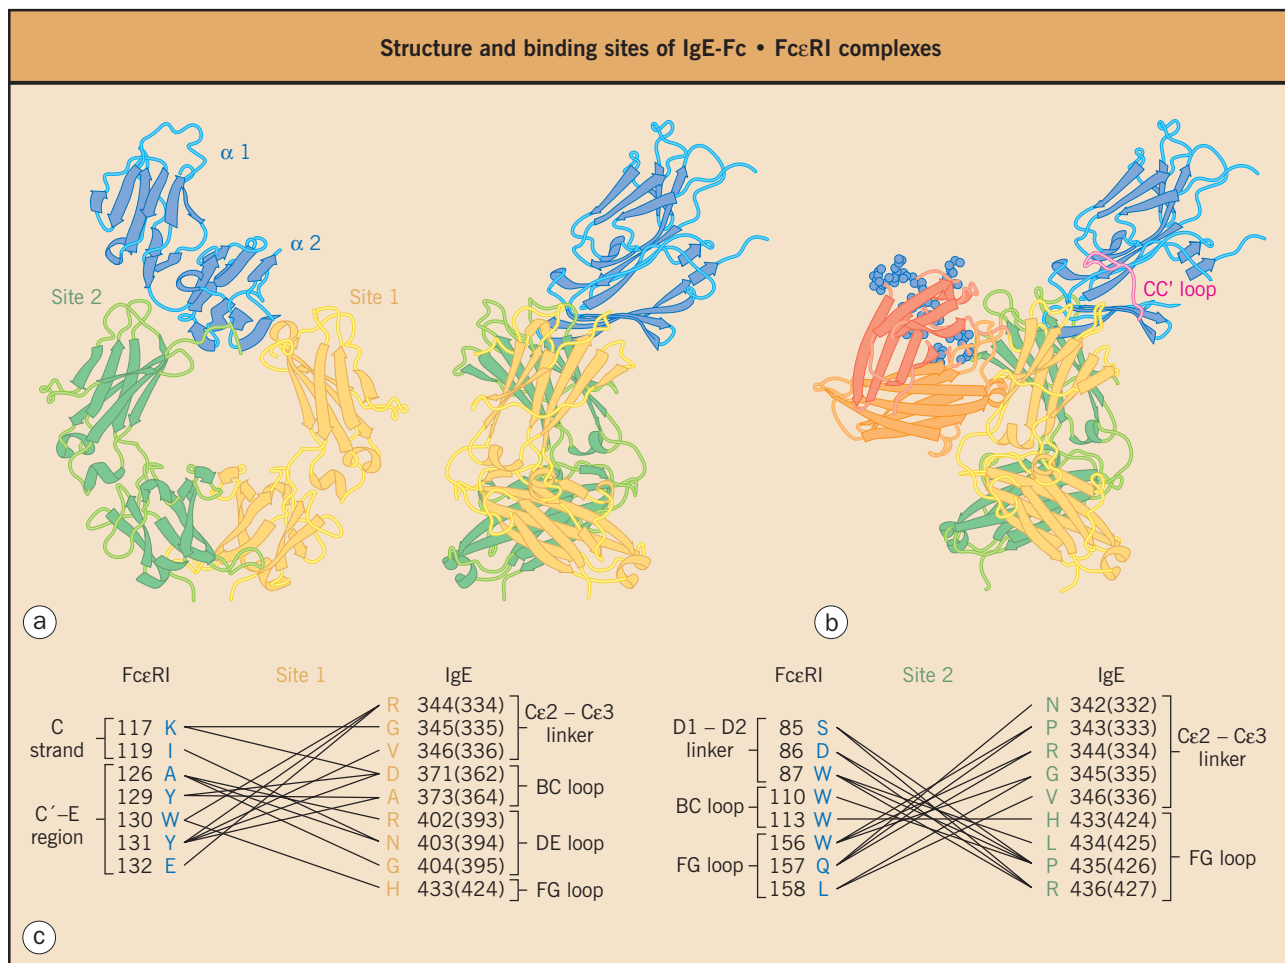 Structure and binding sites of IgE-Fc • FcεRI complexes
α 1
α 2
Site 2
Site 1
CC' loop
a
b
FcεRI
Site 1
IgE
C
strand
C´–E
region
117 K
119 I
126 A
129 Y
130 W
131 Y
132 E
R 344(334)
G 345(335)
V 346(336)
D 371(362)
A 373(364)
R 402(393)
N 403(394)
G 404(395)
H 433(424)
Cε2 – Cε3
linker
BC loop
DE loop
FG loop
FcεRI
Site 2
IgE
D1 – D2
linker
BC loop
FG loop
85 S
86 D
87 W
110 W
113 W
156 W
157 Q
158 L
N 342(332)
P 343(333)
R 344(334)
G 345(335)
V 346(336)
H 433(424)
L 434(425)
P 435(426)
R 436(427)
Cε2 – Cε3
linker
FG loop
c